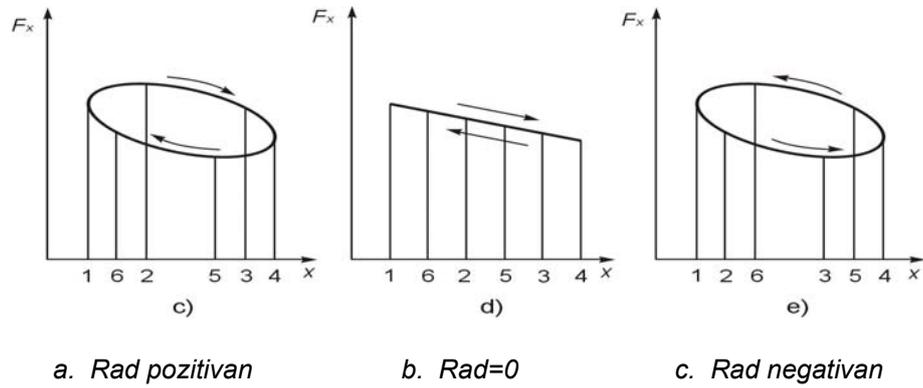 Fx Fx Fx
1 6 2 5 3 4 x 1 6 2 5 3 4 x 1 2 6 3 5 4 x
c) d) e)
a. Rad pozitivan b. Rad=0 c. Rad negativan